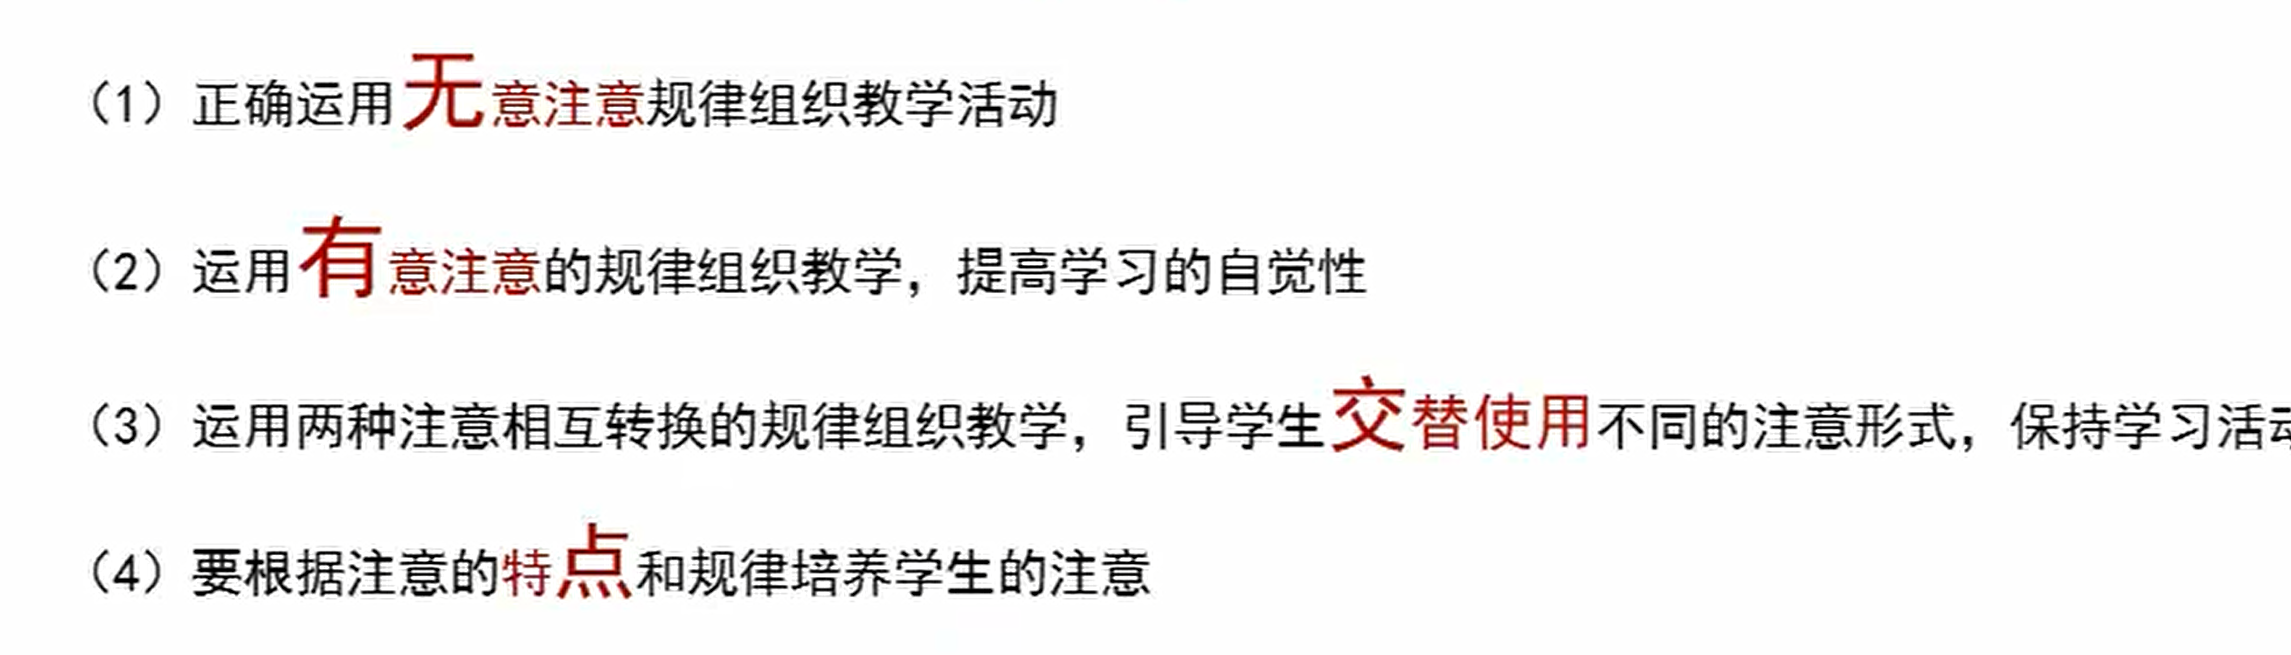 （1）正确运用无意注意规律组织教学活动
（2）运用有意注意的规律组织教学，提高学习的自觉性
（3）运用两种注意相互转换的规律组织教学，引导学生交替使用不同的注意形式，保持学习活
（4）要根据注意的特点和规律培养学生的注意